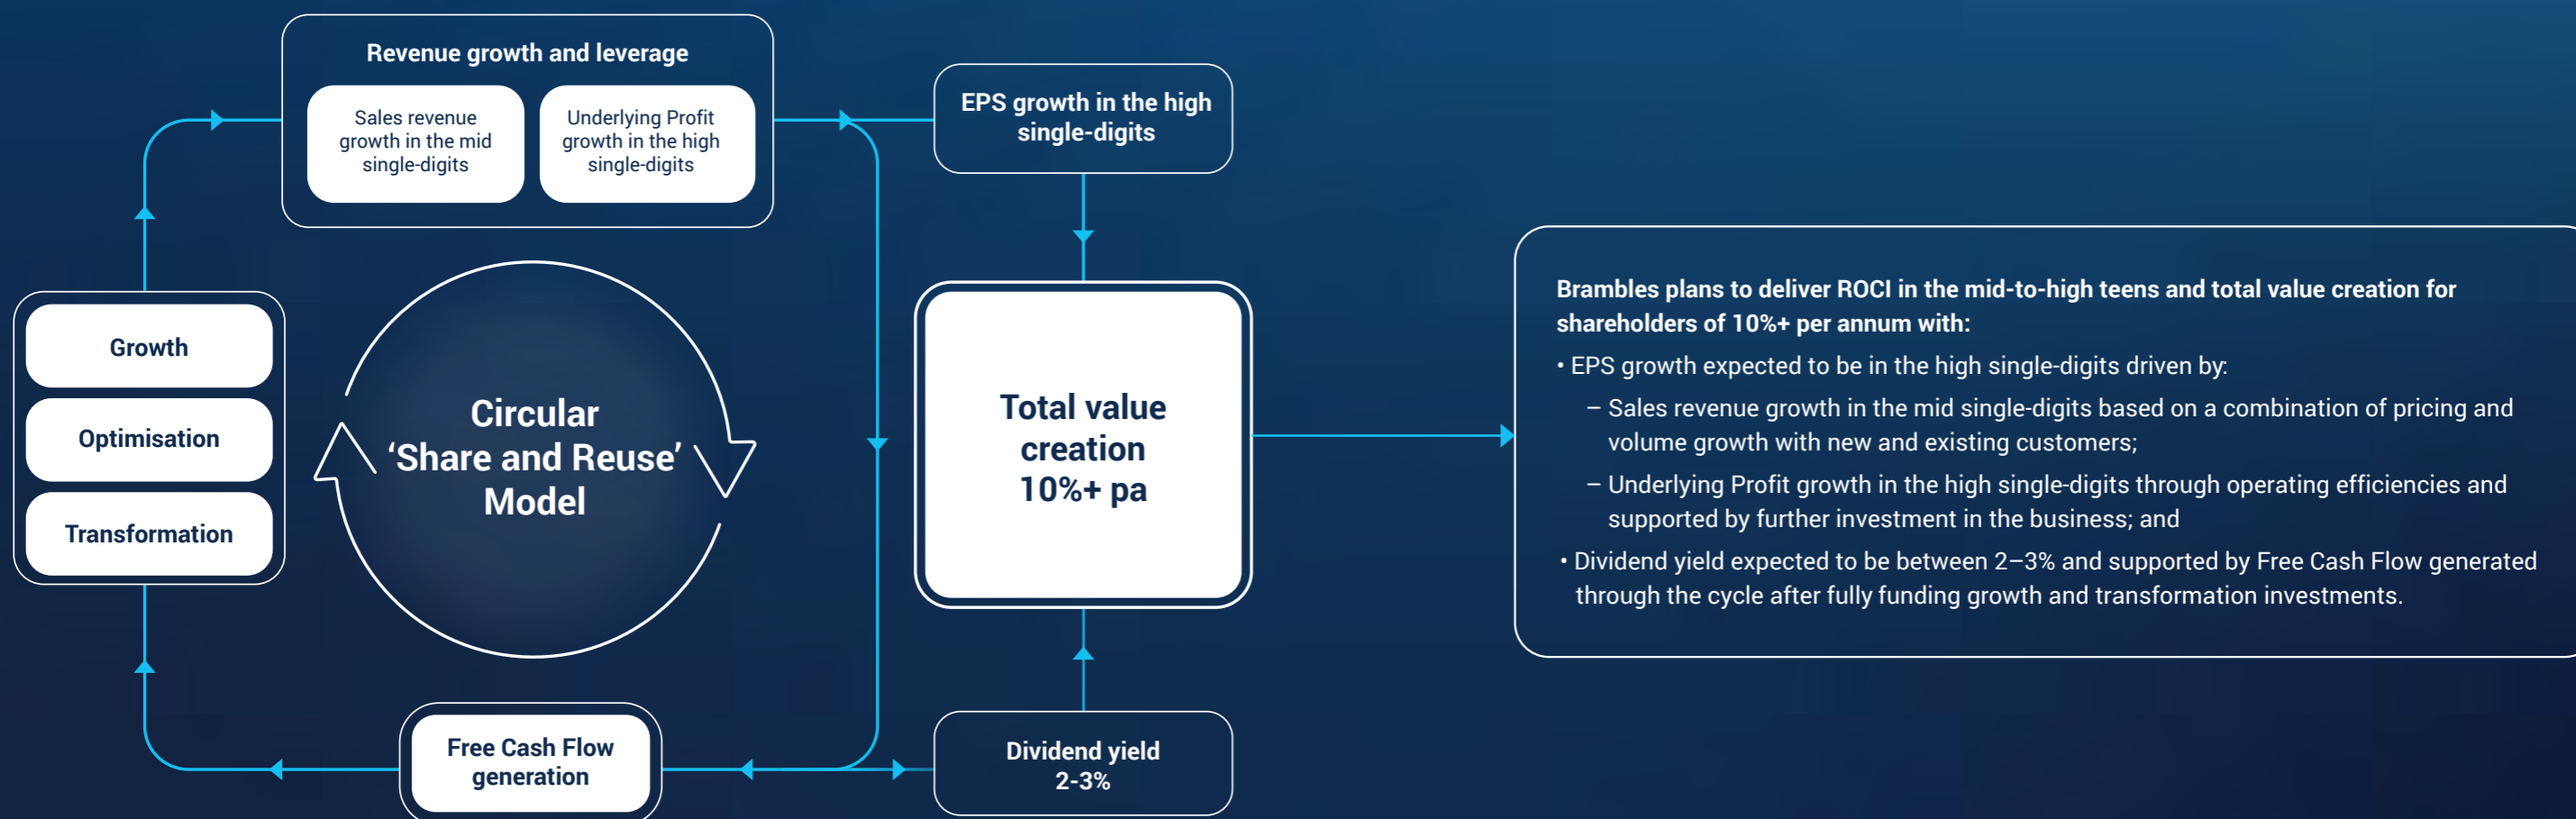 Revenue growth and leverage
Sales revenue
growth in the mid
single-digits
Underlying Profit
growth in the high
single-digits
EPS growth in the high
single-digits
Growth
Optimisation
Transformation
Circular
‘Share and Reuse’
Model
Total value
creation
10%+ pa
Free Cash Flow
generation
Dividend yield
2-3%
Brambles plans to deliver ROCI in the mid-to-high teens and total value creation for
shareholders of 10%+ per annum with:
• EPS growth expected to be in the high single-digits driven by:
– Sales revenue growth in the mid single-digits based on a combination of pricing and
volume growth with new and existing customers;
– Underlying Profit growth in the high single-digits through operating efficiencies and
supported by further investment in the business; and
• Dividend yield expected to be between 2–3% and supported by Free Cash Flow generated
through the cycle after fully funding growth and transformation investments.